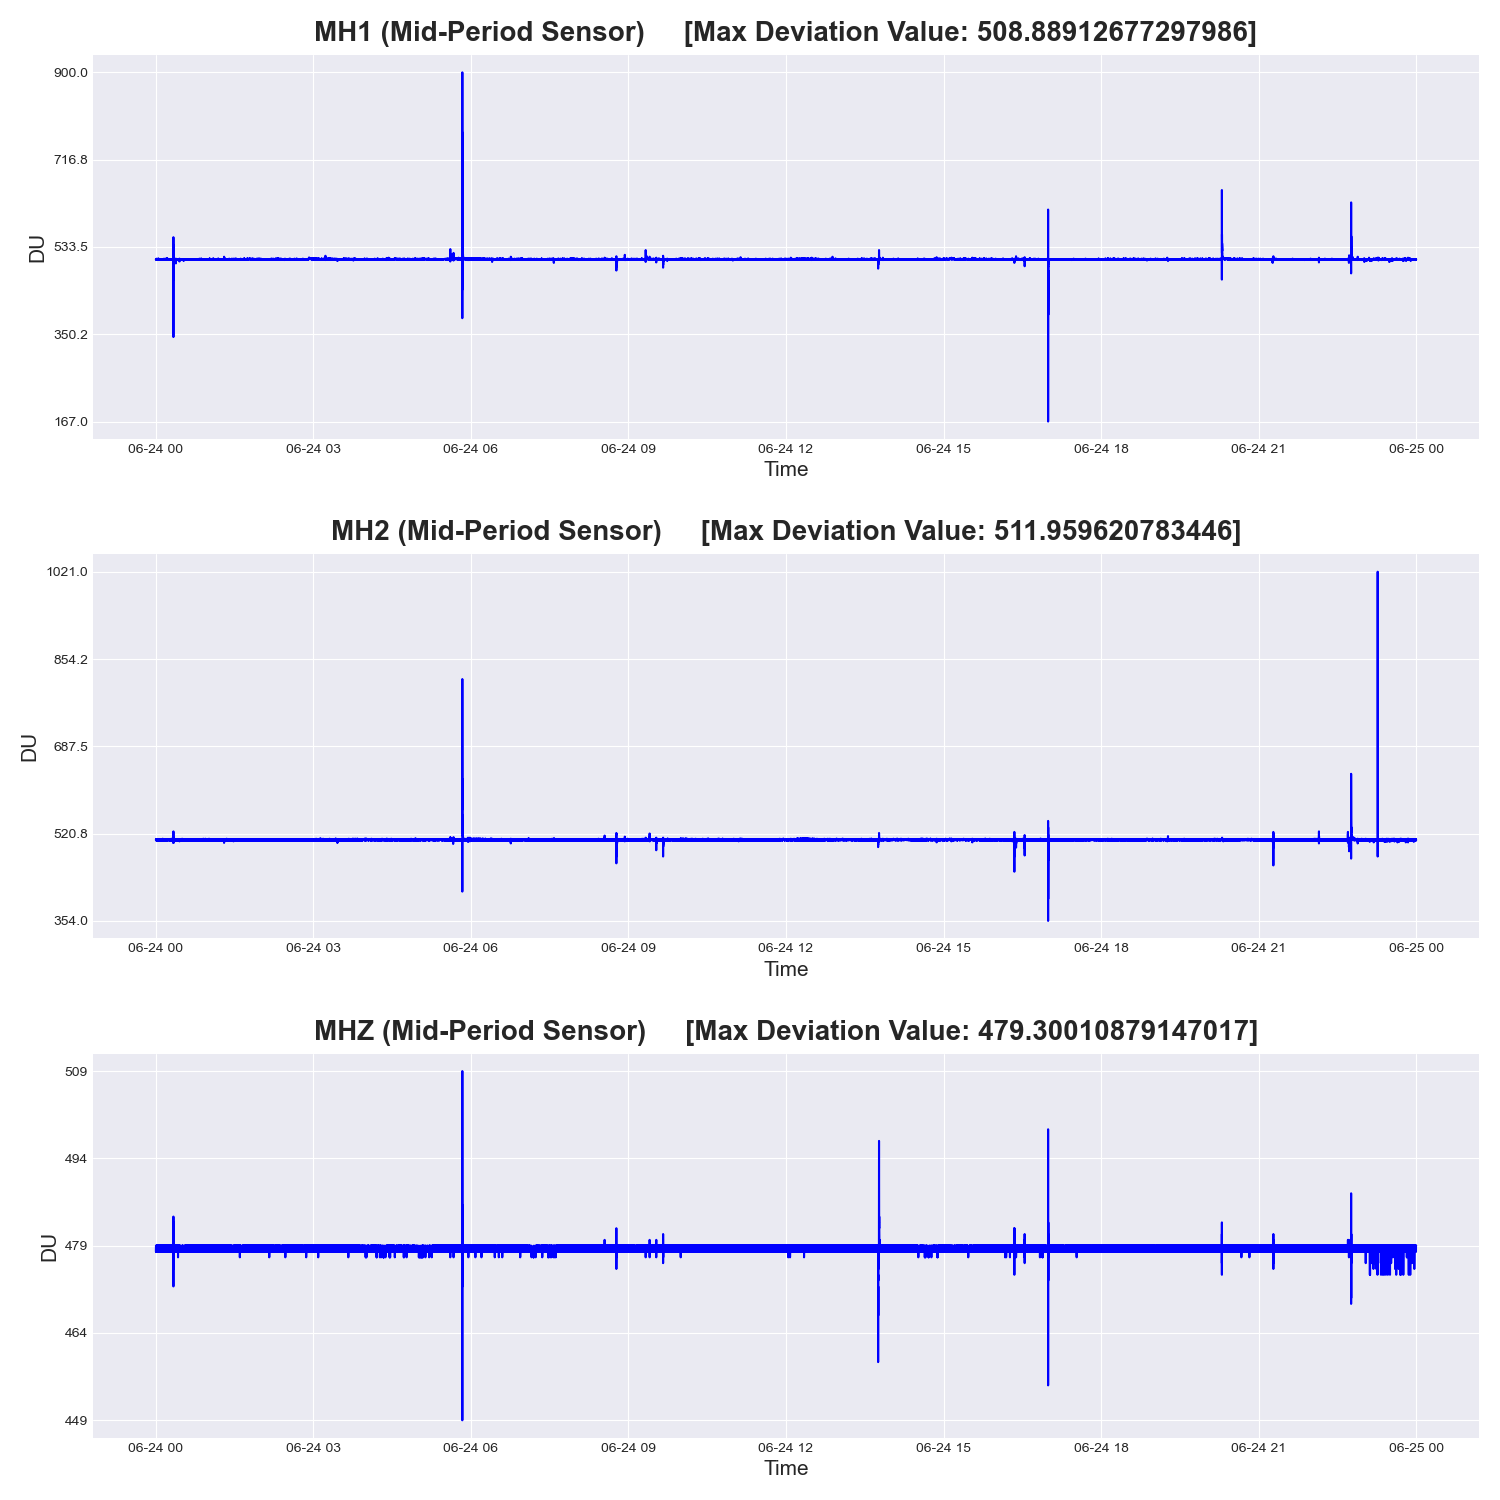 MH1 (Mid-Period Sensor) [Max Deviation Value: 508.88912677297986]
900.0
716.8
533.5
350.2
167.0
DU
06-24 00 06-24 03 06-24 06 06-24 09 06-24 12 06-24 15 06-24 18 06-24 21 06-25 00
Time
MH2 (Mid-Period Sensor) [Max Deviation Value: 511.959620783446]
1021.0
854.2
687.5
520.8
354.0
DU
06-24 00 06-24 03 06-24 06 06-24 09 06-24 12 06-24 15 06-24 18 06-24 21 06-25 00
Time
MHZ (Mid-Period Sensor) [Max Deviation Value: 479.30010879147017]
509
494
479
464
449
DU
06-24 00 06-24 03 06-24 06 06-24 09 06-24 12 06-24 15 06-24 18 06-24 21 06-25 00
Time